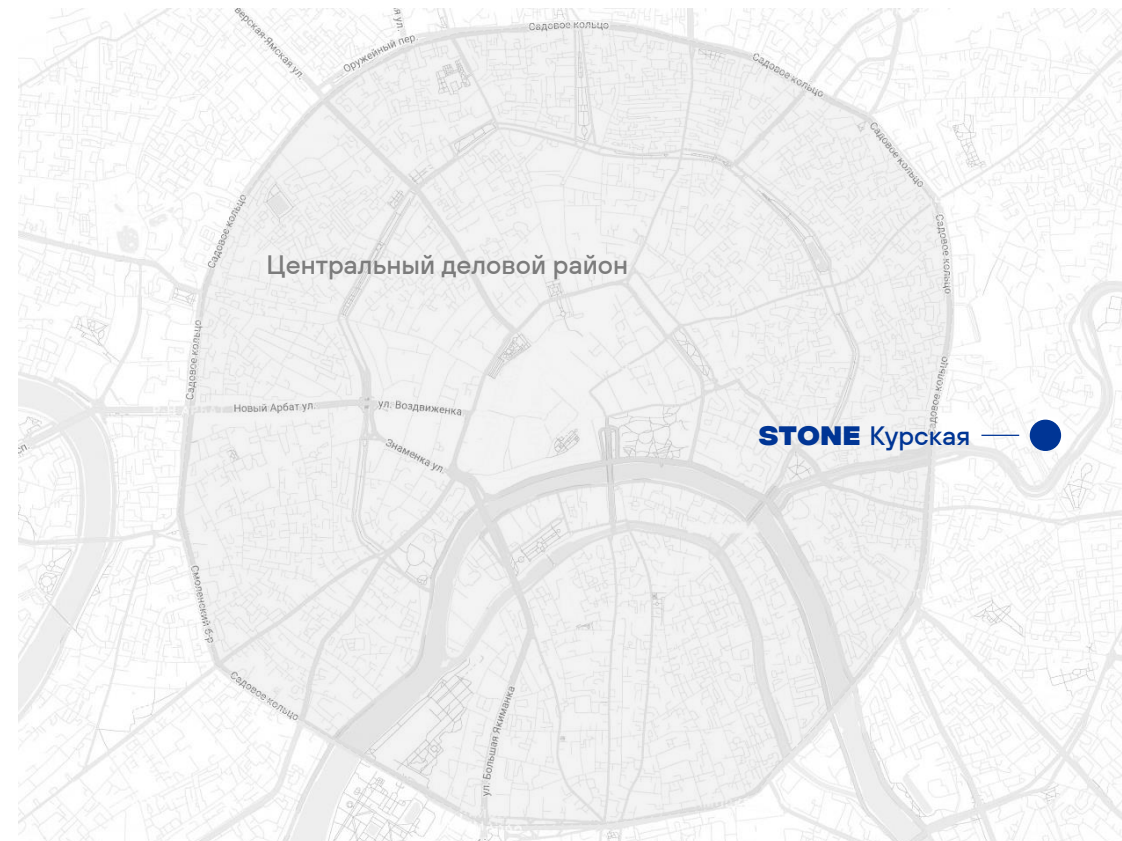 Садовое кольцо
Оружейный пер.
Садовое кольцо
Садовое кольцо
Садовое кольцо
Садовое кольцо
Центральный деловой район
Садовое кольцо
Садовое кольцо
Новый Арбат ул.
ул. Воздвиженка
STONE Курская
Знаменка ул.
Смоленский б-р
Садовое кольцо
ул. Большая Якиманка